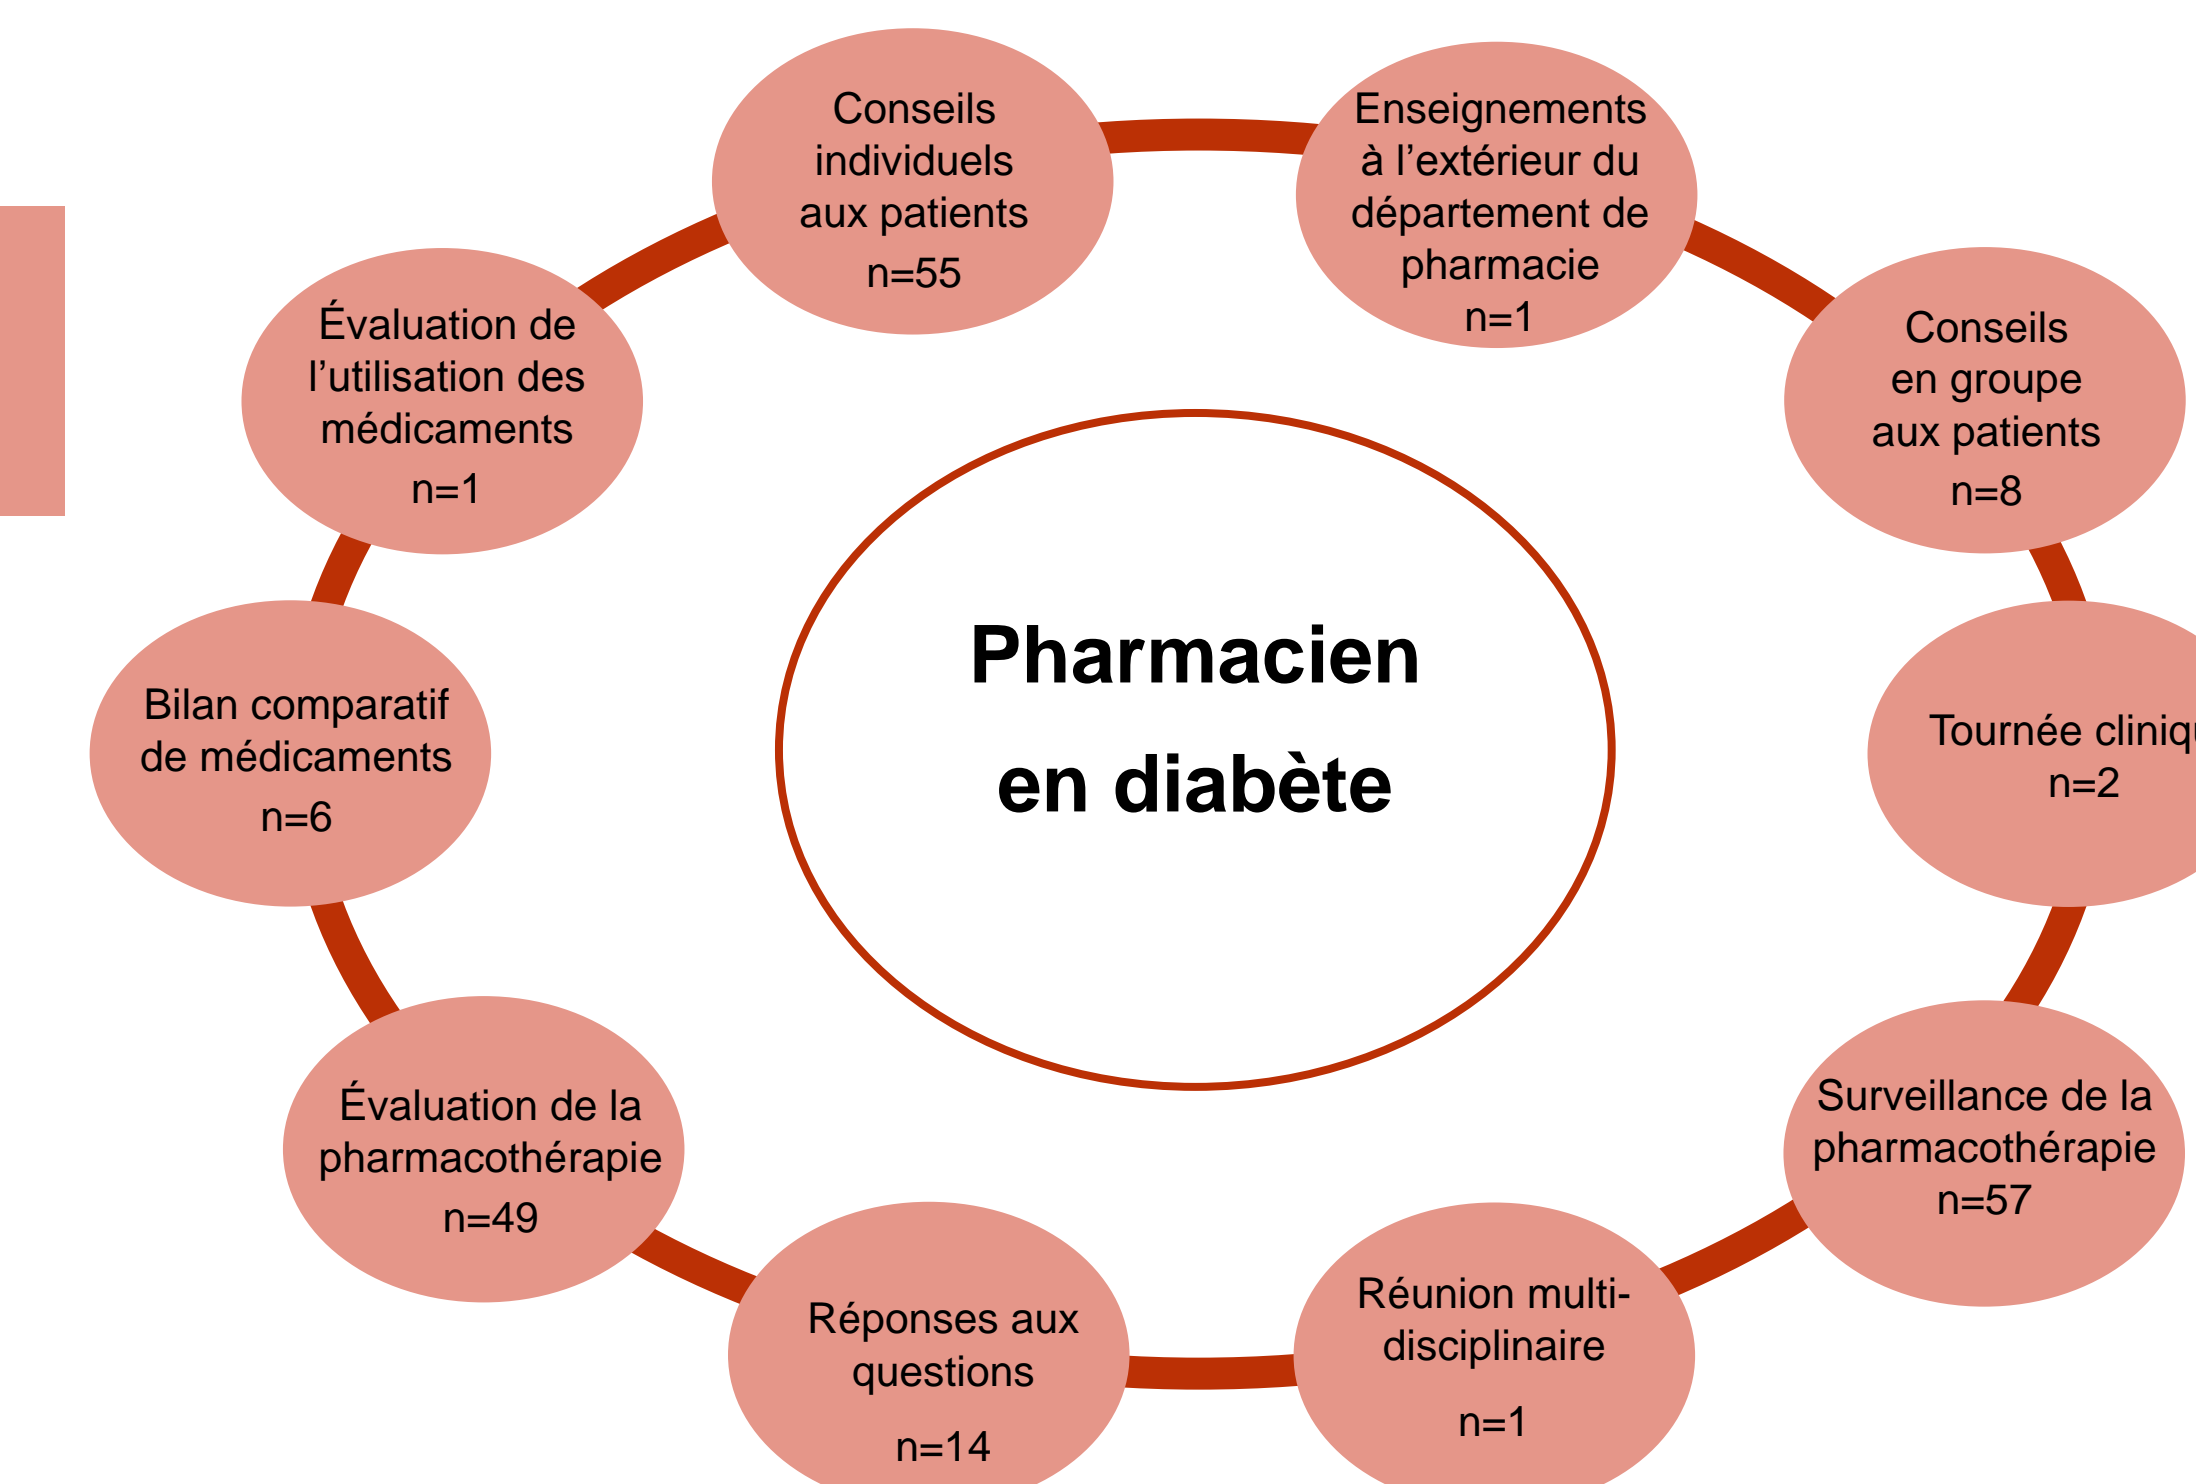 Conseils
individuels
aux patients
n=55
Enseignements
à l’extérieur du
département de
pharmacie
n=1
Conseils
en groupe
aux patients
n=8
Tournée
n=2
Surveillance de la
pharmacothérapie
n=57
Réunion multi-
disciplinaire
n=1
Réponses aux
questions
n=14
Évaluation de la
pharmacothérapie
n=49
Bilan comparatif
de médicaments
n=6
Évaluation de
l’utilisation des
médicaments
n=1
Pharmacien
en diabète